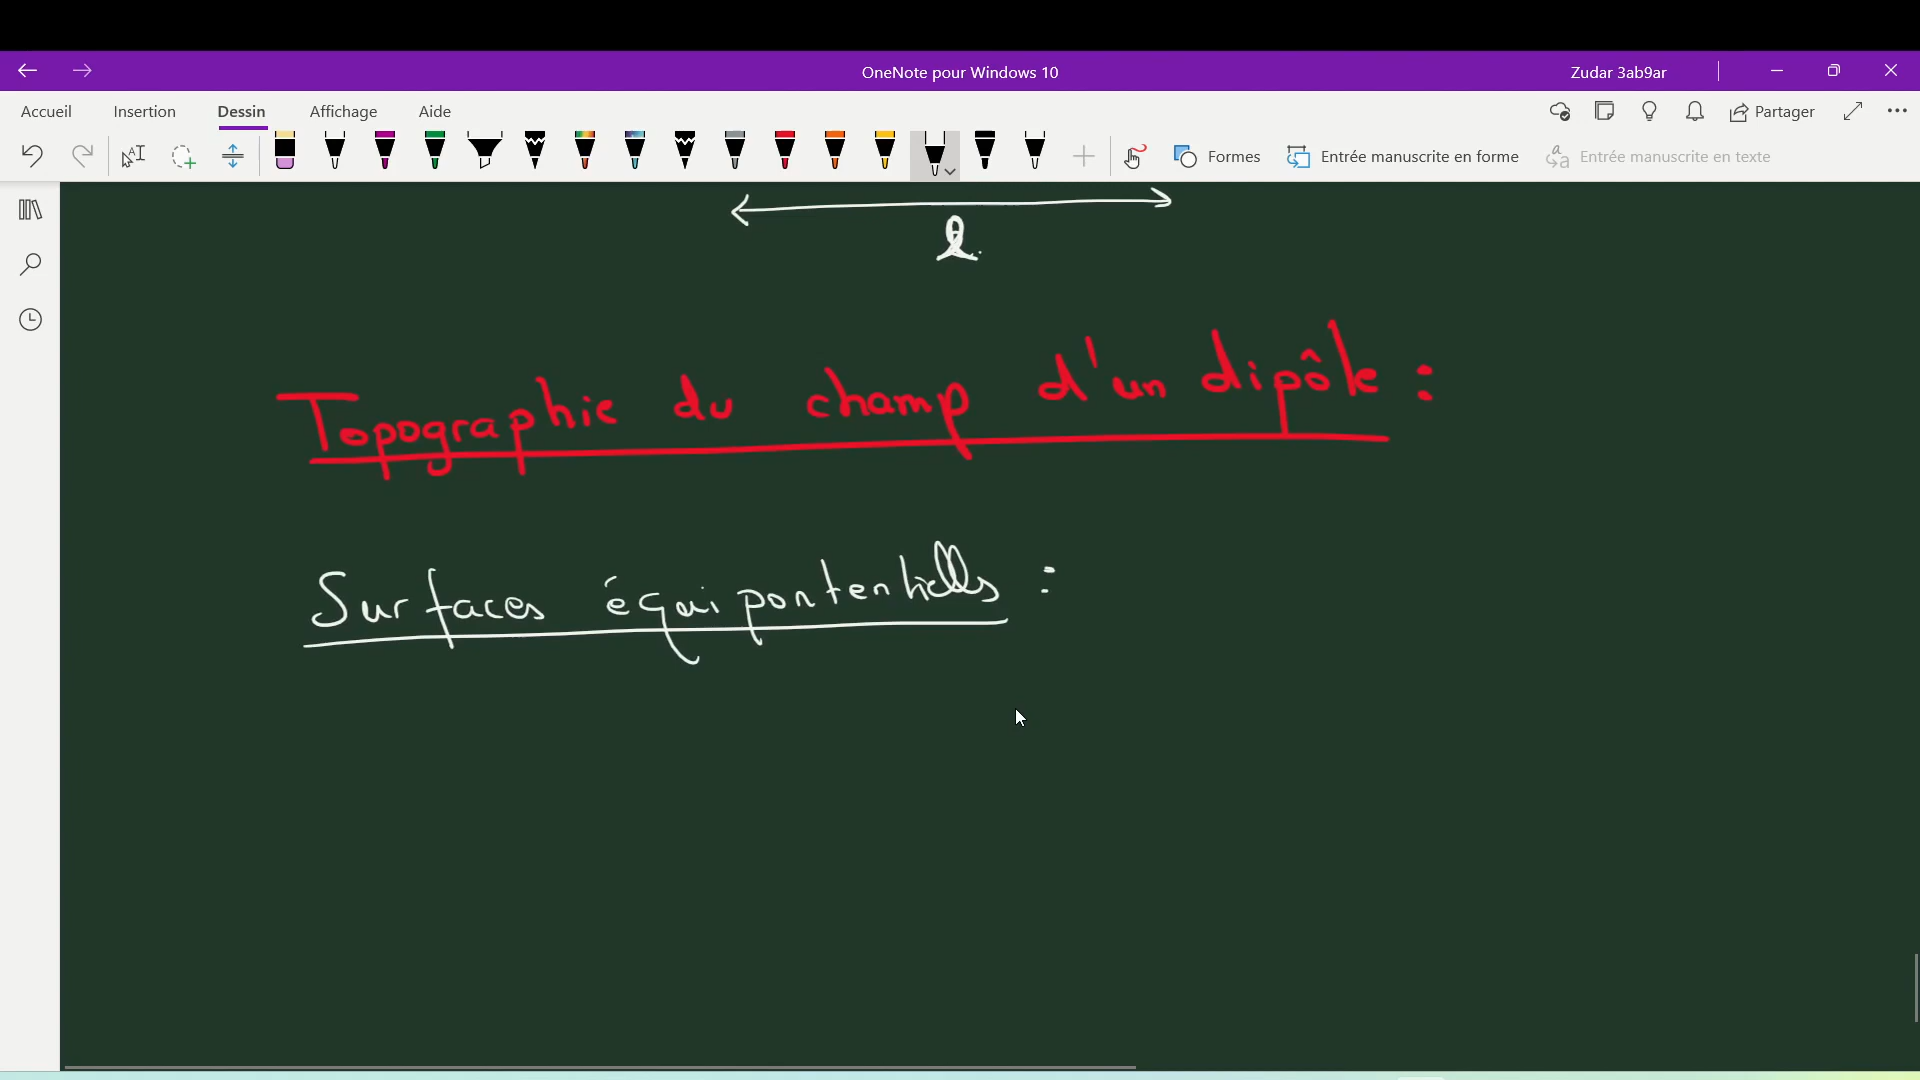 OneNote pour Windows 10
Zudar 3ab9ar
Accueil Insertion Dessin Affichage Aide
Partager
Formes Entrée manuscrite en forme Entrée manuscrite en texte
l
Topographie du champ d'un dipôle :
Surfaces équipontentiells :